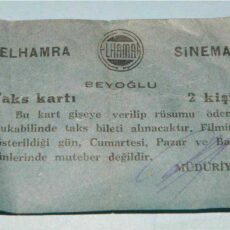 ELHAMRA ELHAMRA SİNEMA
BEYOĞLU
aks kartı 2 kiş
Bu kart gişeye verilip rüsumu öde
ukabilinde taks bileti alınacaktır. Filmi
österildiği gün, Cumartesi, Pazar ve Ba
ünlerinde muteber değildir.
MÜDÜRİY